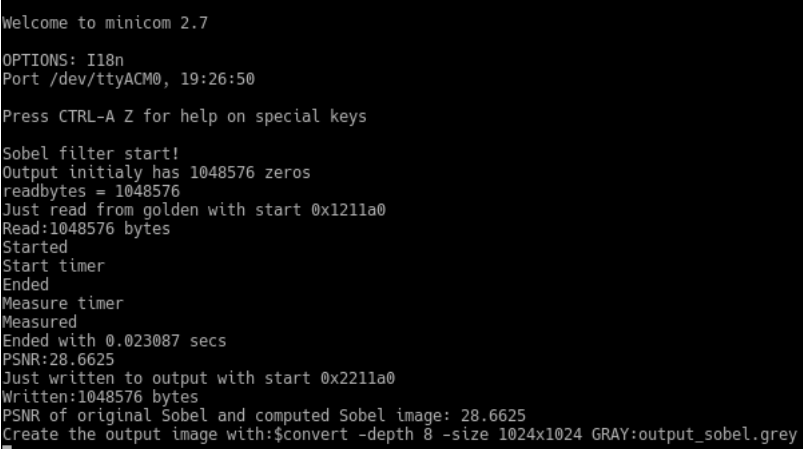 Welcome to minicom 2.7
OPTIONS: I18n
Port /dev/ttyACM0, 19:26:50
Press CTRL-A Z for help on special keys
Sobel filter start!
Output initialy has 1048576 zeros
readbytes = 1048576
Just read from golden with start 0x1211a0
Read:1048576 bytes
Started
Start timer
Ended
Measure timer
Measured
Ended with 0.023087 secs
PSNR:28.6625
Just written to output with start 0x2211a0
Written:1048576 bytes
PSNR of original Sobel and computed Sobel image: 28.6625
Create the output image with:$convert -depth 8 -size 1024x1024 GRAY:output_sobel.grey